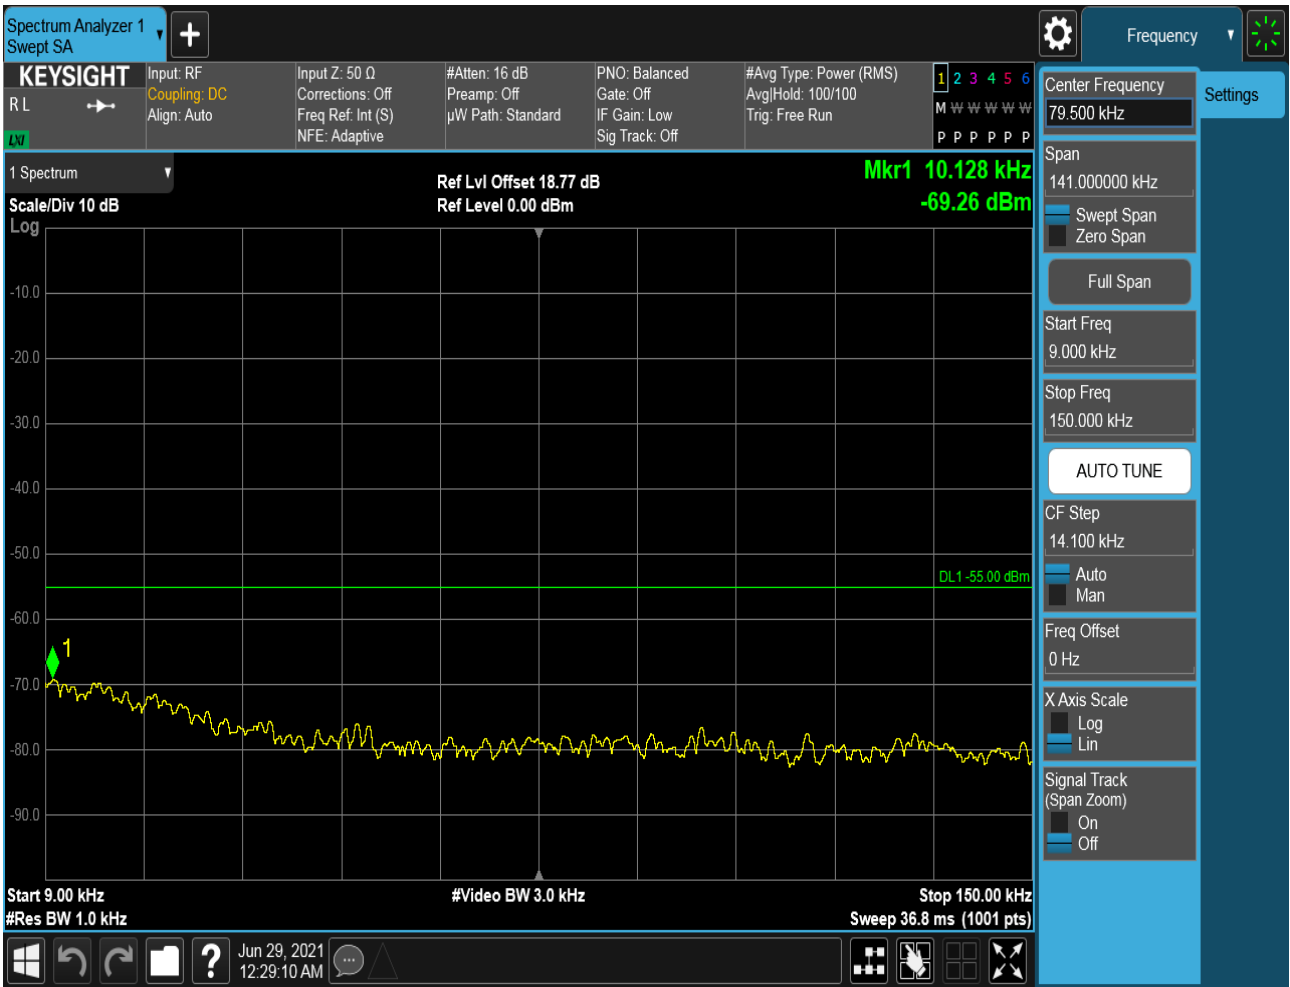 Spectrum Analyzer 1
Swept SA
Frequency
KEYSIGHT
R L
LXI
Input: RF
Coupling: DC
Align: Auto
Input Z: 50 Ω
Corrections: Off
Freq Ref: Int (S)
NFE: Adaptive
#Atten: 16 dB
Preamp: Off
µW Path: Standard
PNO: Balanced
Gate: Off
IF Gain: Low
Sig Track: Off
#Avg Type: Power (RMS)
Avg|Hold: 100/100
Trig: Free Run
1 2 3 4 5 6
M W W W W W
P P P P P P
1 Spectrum
Scale/Div 10 dB
Log
Ref Lvl Offset 18.77 dB
Ref Level 0.00 dBm
Mkr1 10.128 kHz
-69.26 dBm
-10.0
-20.0
-30.0
-40.0
-50.0
DL1 -55.00 dBm
-60.0
1
-70.0
-80.0
-90.0
Start 9.00 kHz
#Res BW 1.0 kHz
#Video BW 3.0 kHz
Stop 150.00 kHz
Sweep 36.8 ms (1001 pts)
?
Jun 29, 2021
12:29:10 AM
Center Frequency
79.500 kHz
Settings
Span
141.000000 kHz
Swept Span
Zero Span
Full Span
Start Freq
9.000 kHz
Stop Freq
150.000 kHz
AUTO TUNE
CF Step
14.100 kHz
Auto
Man
Freq Offset
0 Hz
X Axis Scale
Log
Lin
Signal Track
(Span Zoom)
On
Off